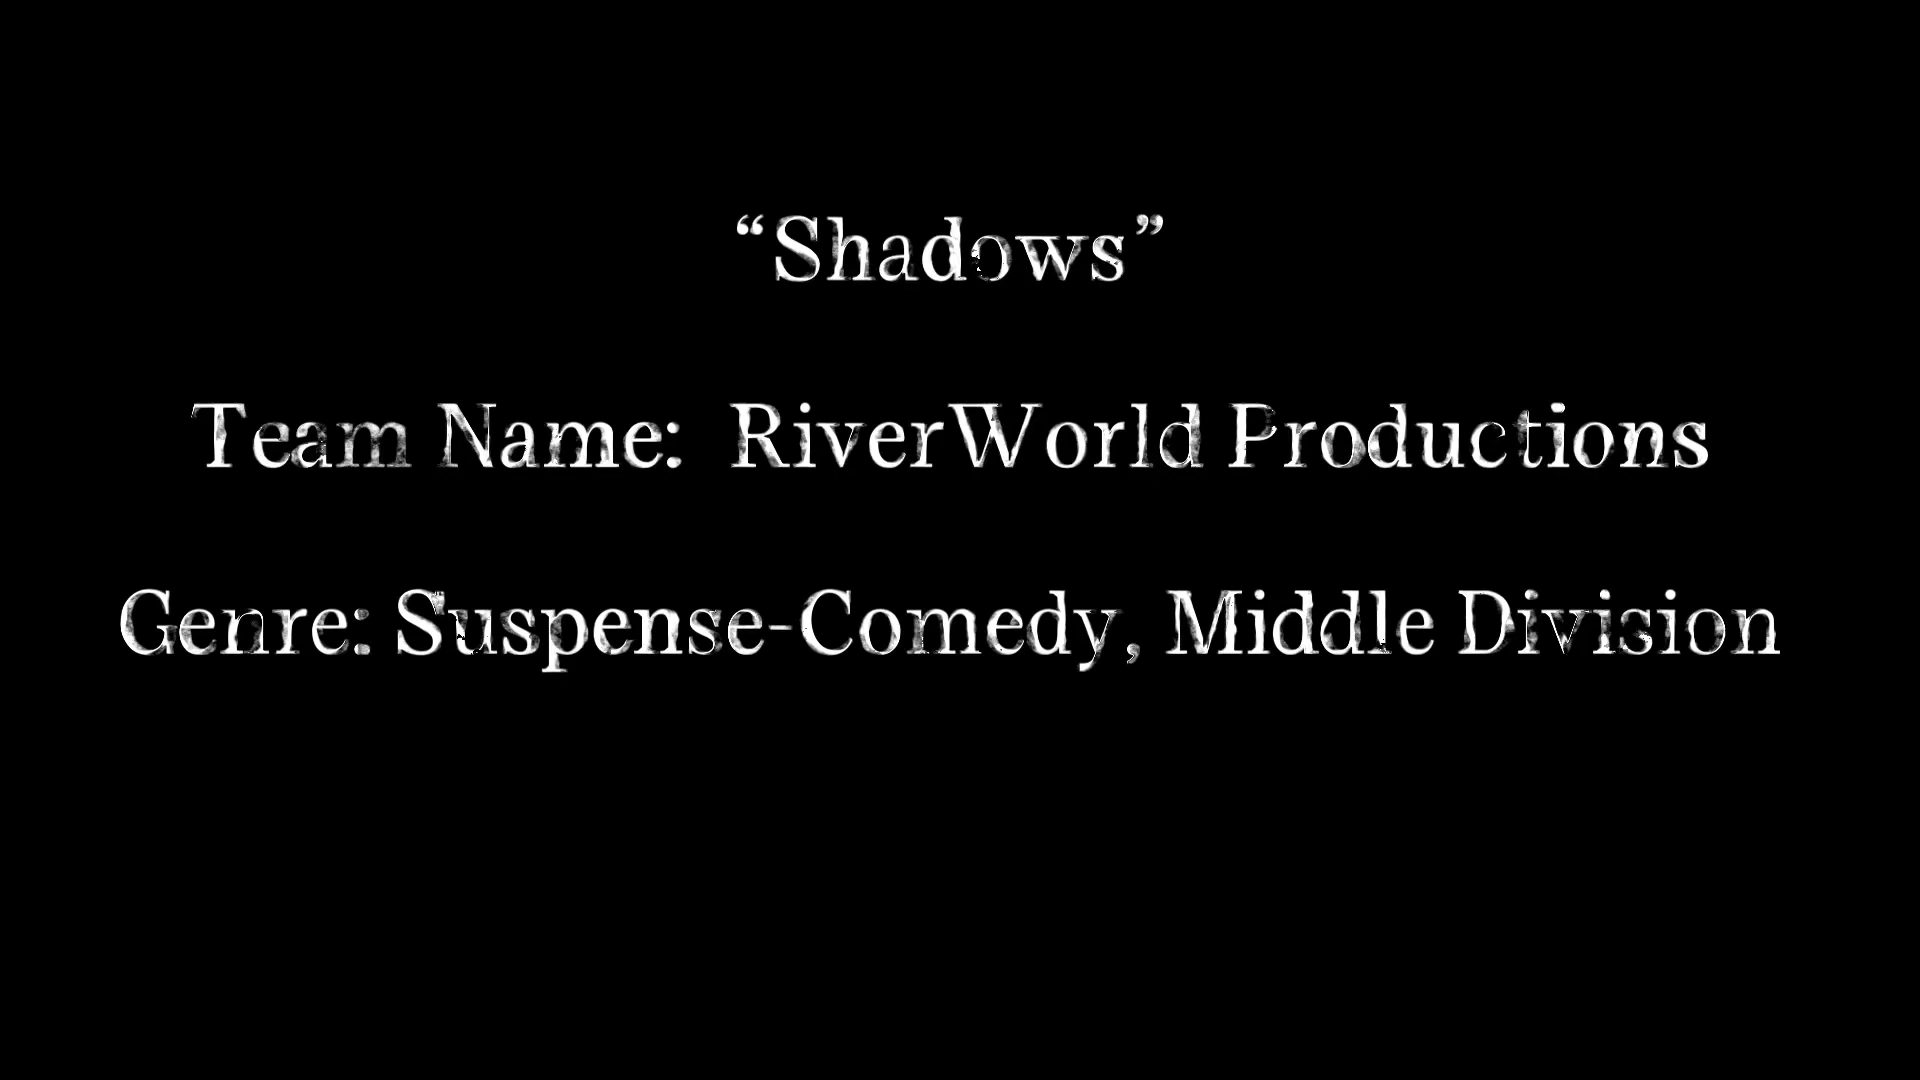 “Shadows”
Team Name:  RiverWorld Productions
Genre: Suspense-Comedy, Middle Division